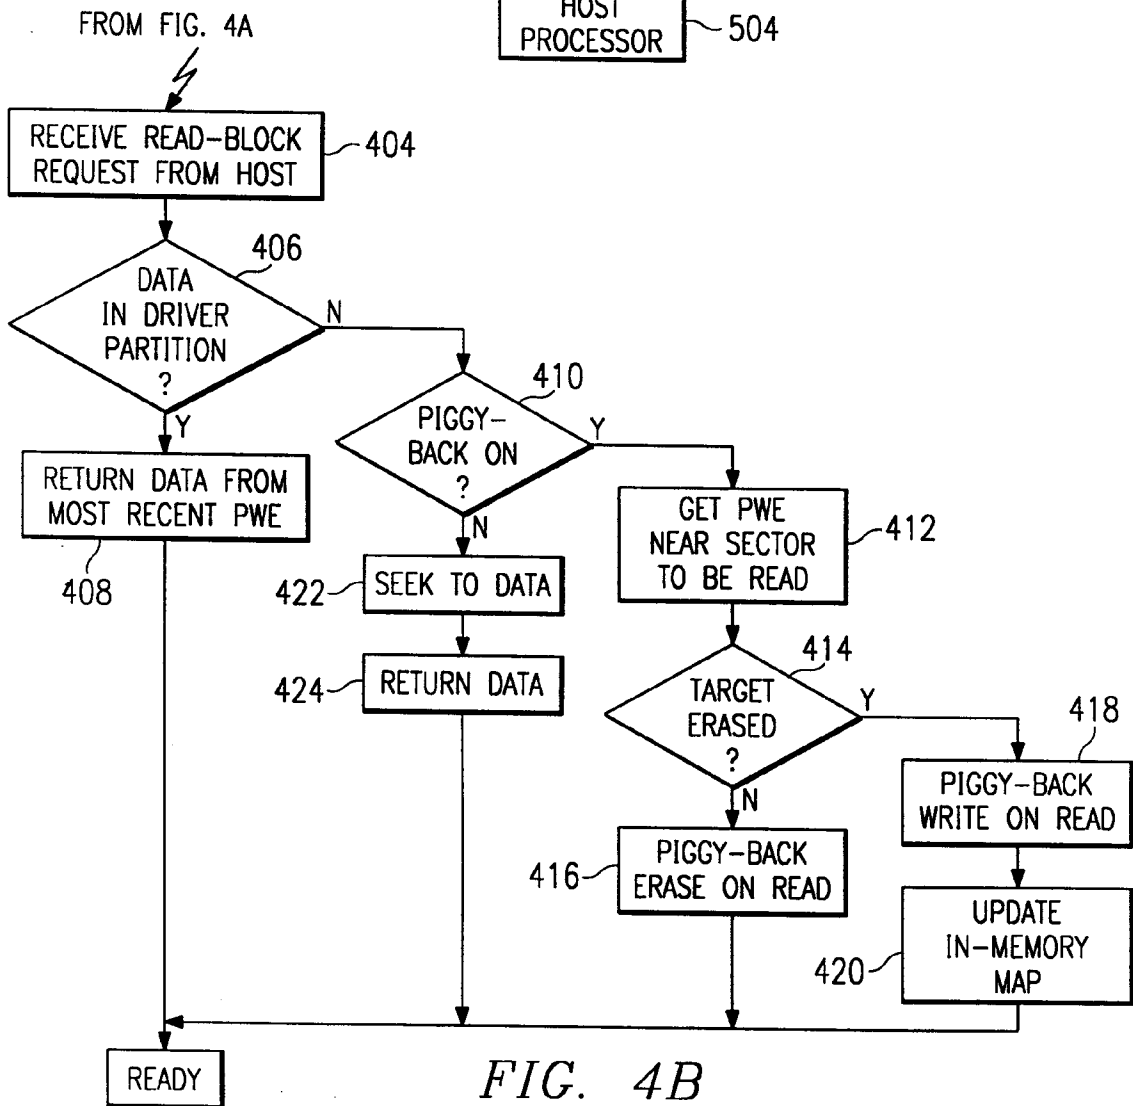 FROM FIG. 4A
HOST
PROCESSOR
504
RECEIVE READ-BLOCK
REQUEST FROM HOST
404
406
DATA
IN DRIVER
PARTITION
?
N
Y
410
PIGGY-
BACK ON
?
Y
N
RETURN DATA FROM
MOST RECENT PWE
408
GET PWE
NEAR SECTOR
TO BE READ
412
422
SEEK TO DATA
424
RETURN DATA
414
TARGET
ERASED
?
Y
N
418
PIGGY-BACK
WRITE ON READ
416
PIGGY-BACK
ERASE ON READ
UPDATE
IN-MEMORY
MAP
420
READY
FIG. 4B